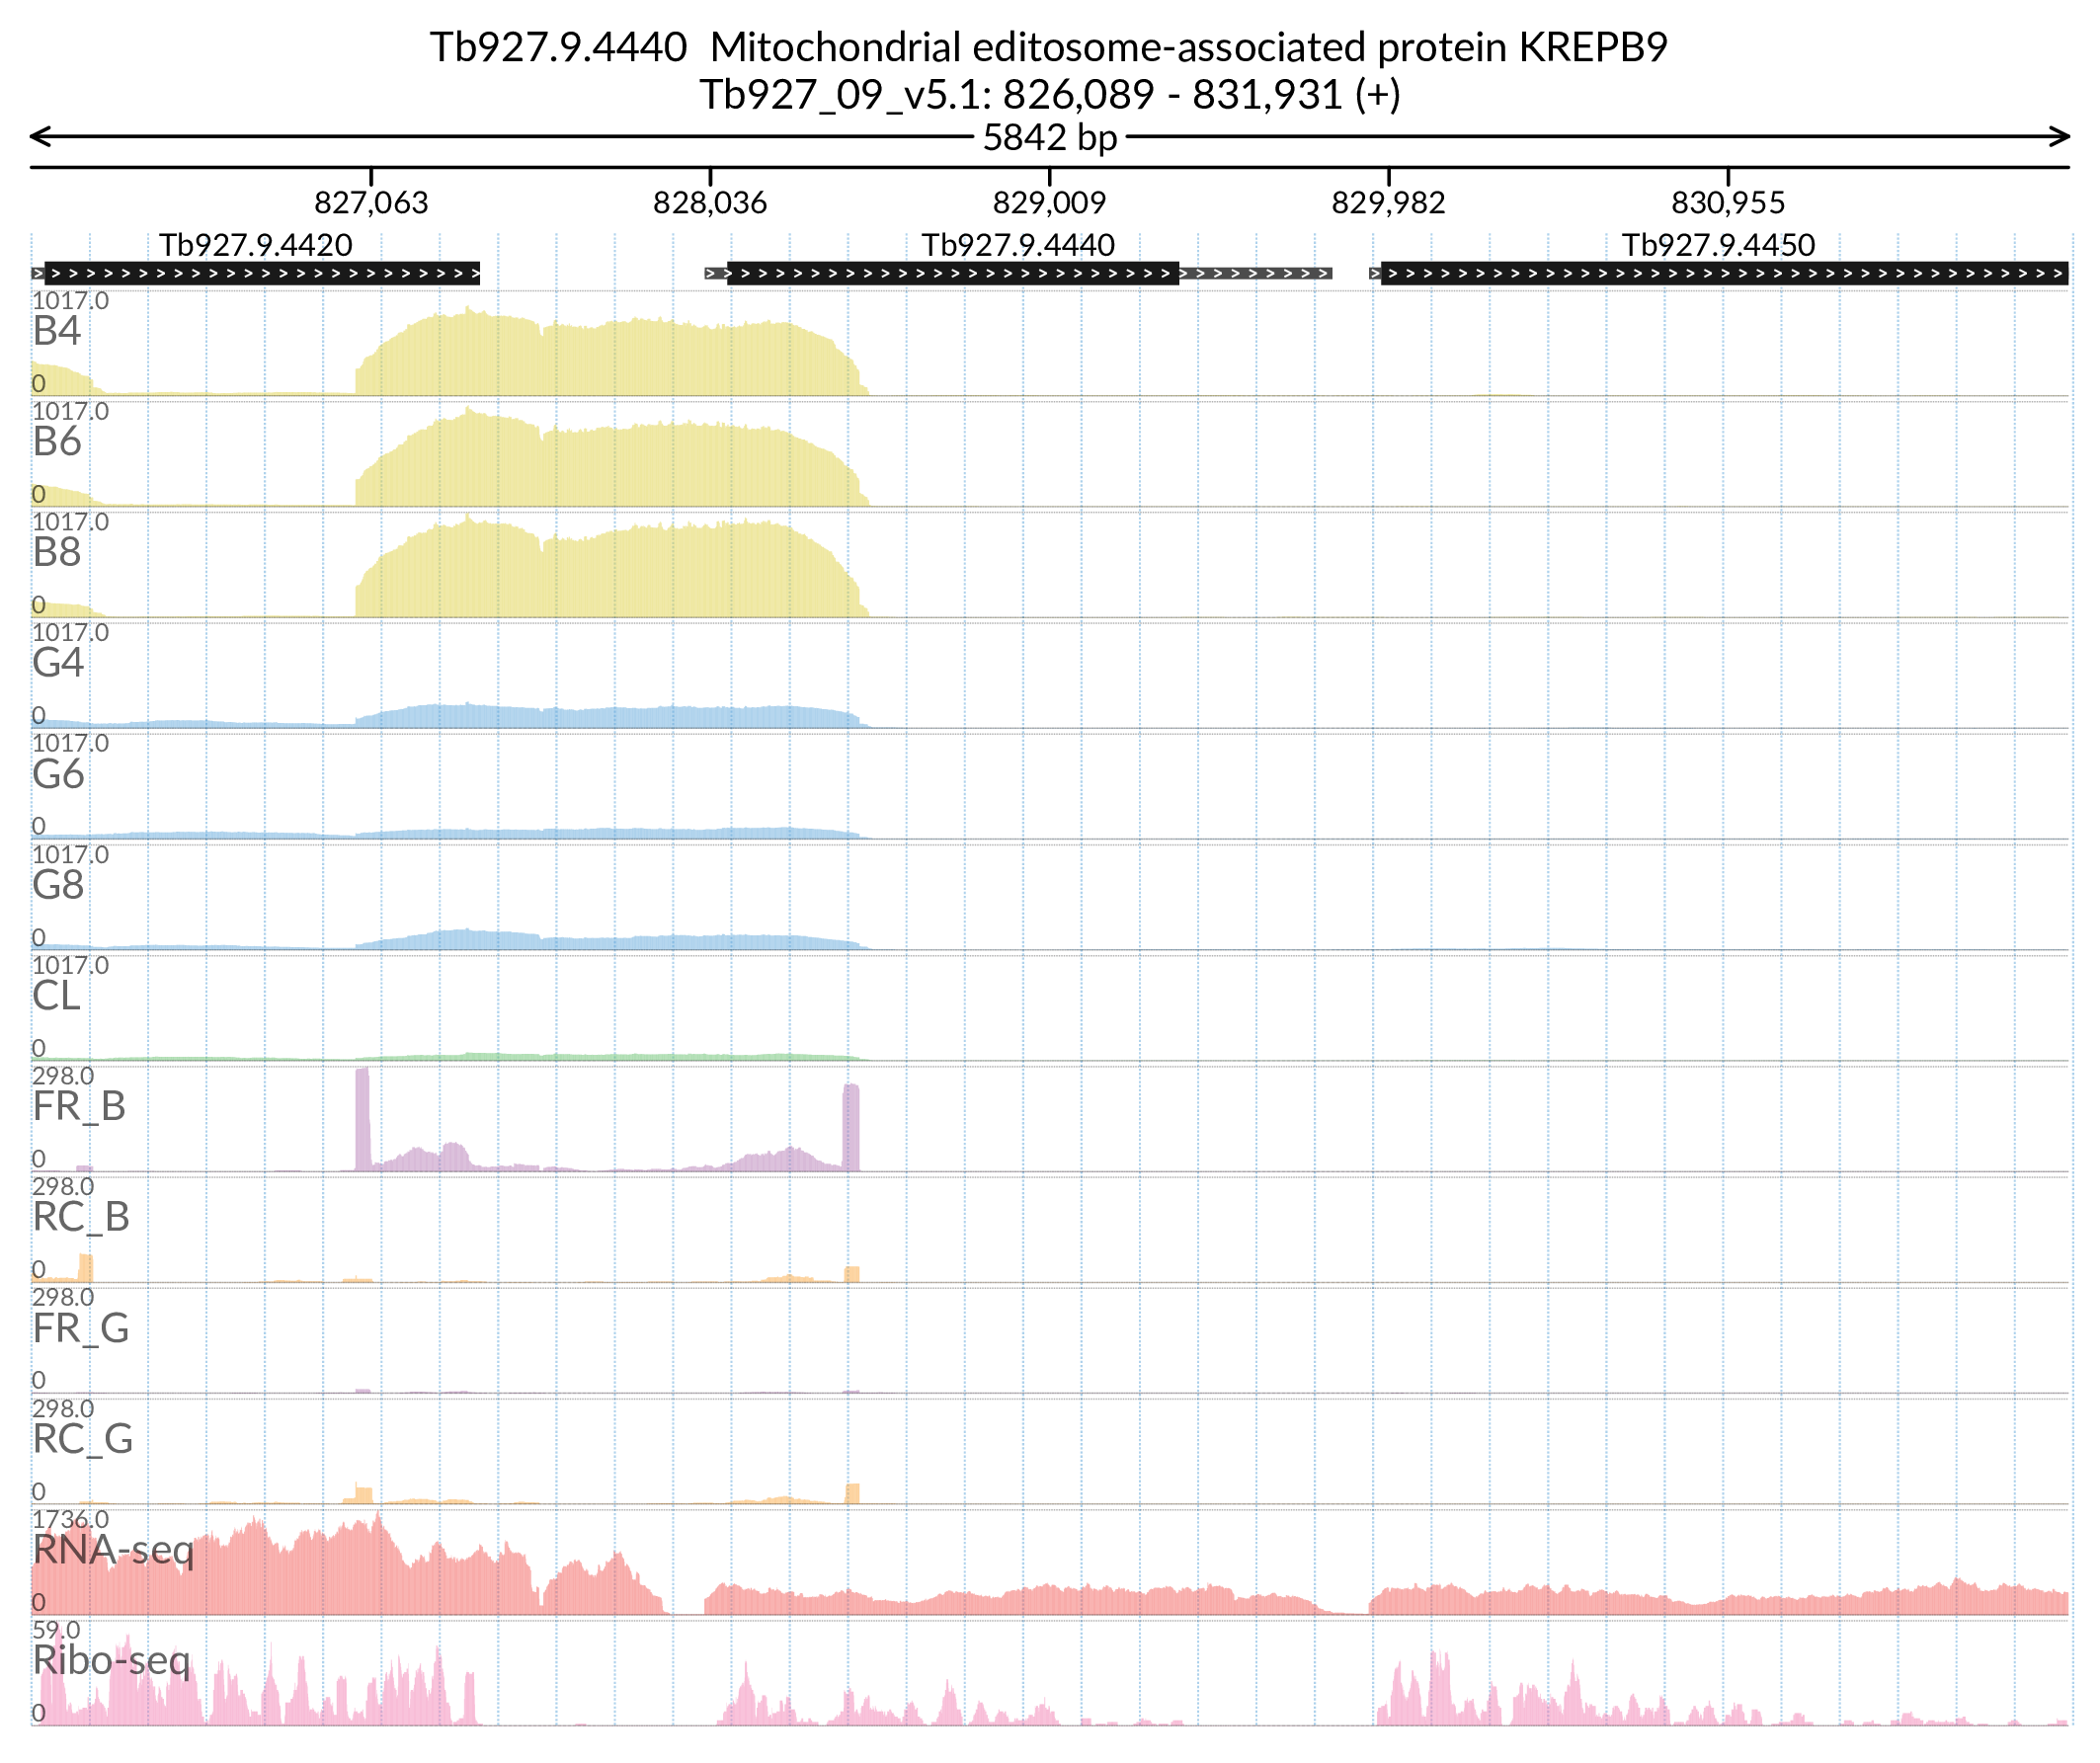 Tb927.9.4440 Mitochondrial editosome-associated protein KREPB9
Tb927_09_v5.1: 826,089 - 831,931 (+)
5842 bp
827,063 828,036 829,009 829,982 830,955
Tb927.9.4420 Tb927.9.4440 Tb927.9.4450
1017.0
B4
0
1017.0
B6
0
1017.0
B8
0
1017.0
G4
0
1017.0
G6
0
1017.0
G8
0
1017.0
CL
0
298.0
FR_B
0
298.0
RC_B
0
298.0
FR_G
0
298.0
RC_G
0
1736.0
RNA-seq
0
59.0
Ribo-seq
0